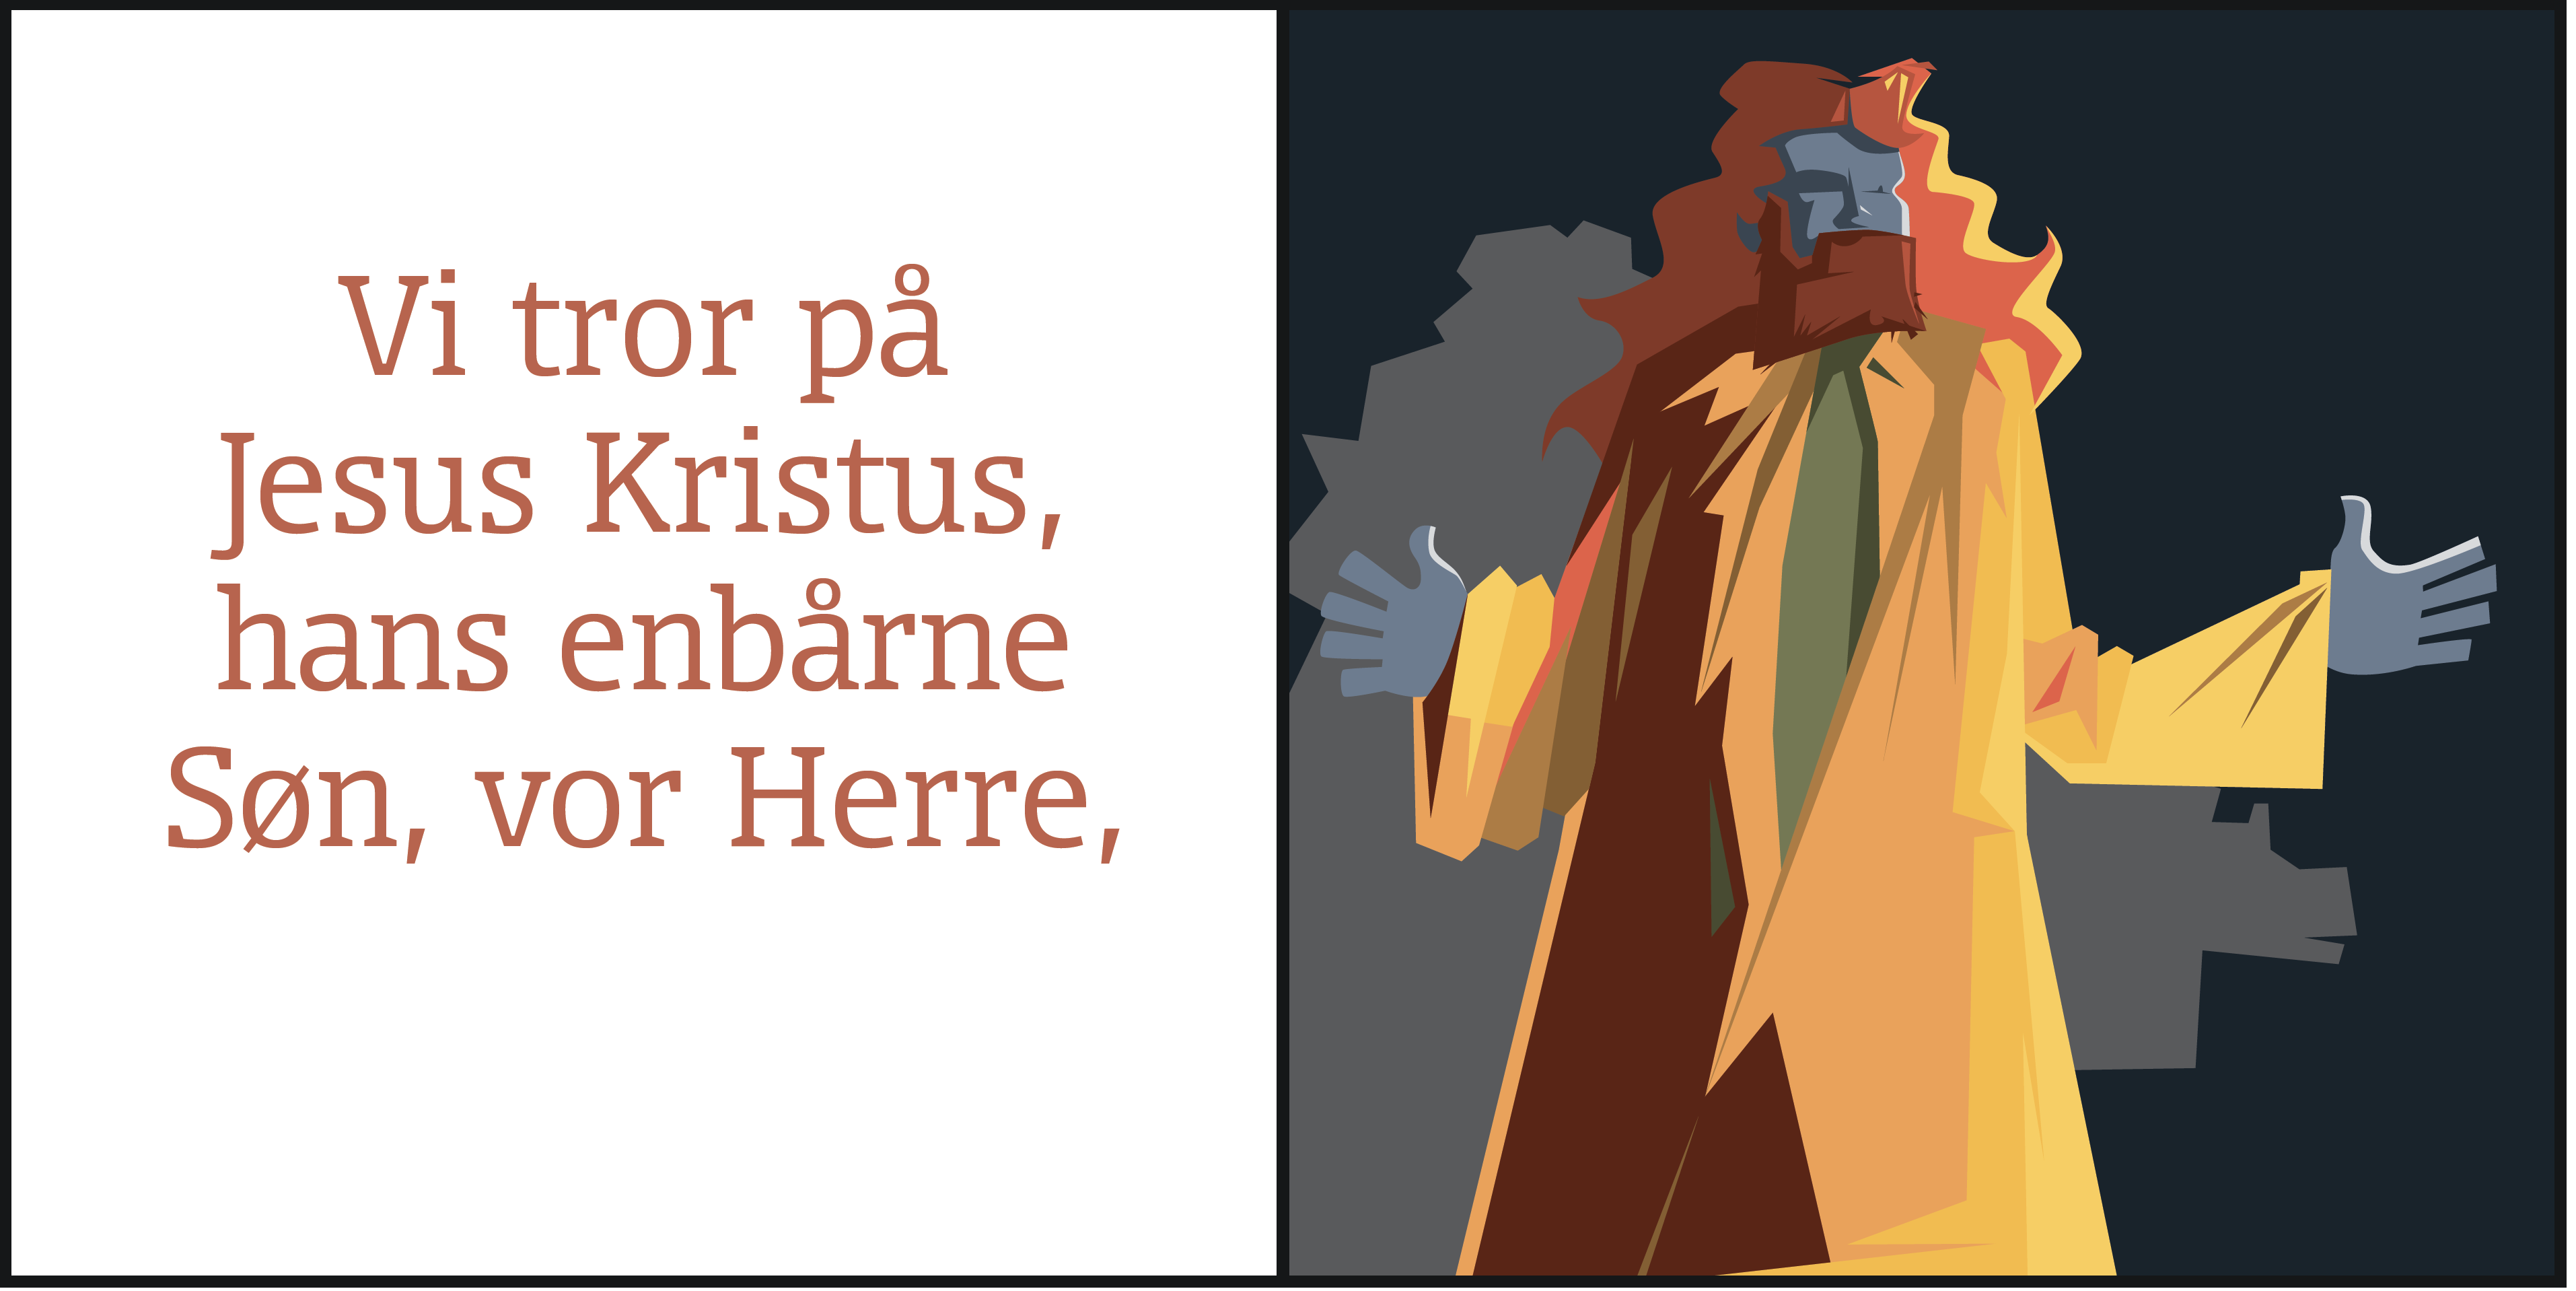 Vi tror på
Jesus Kristus,
hans enbårne
Søn, vor Herre,